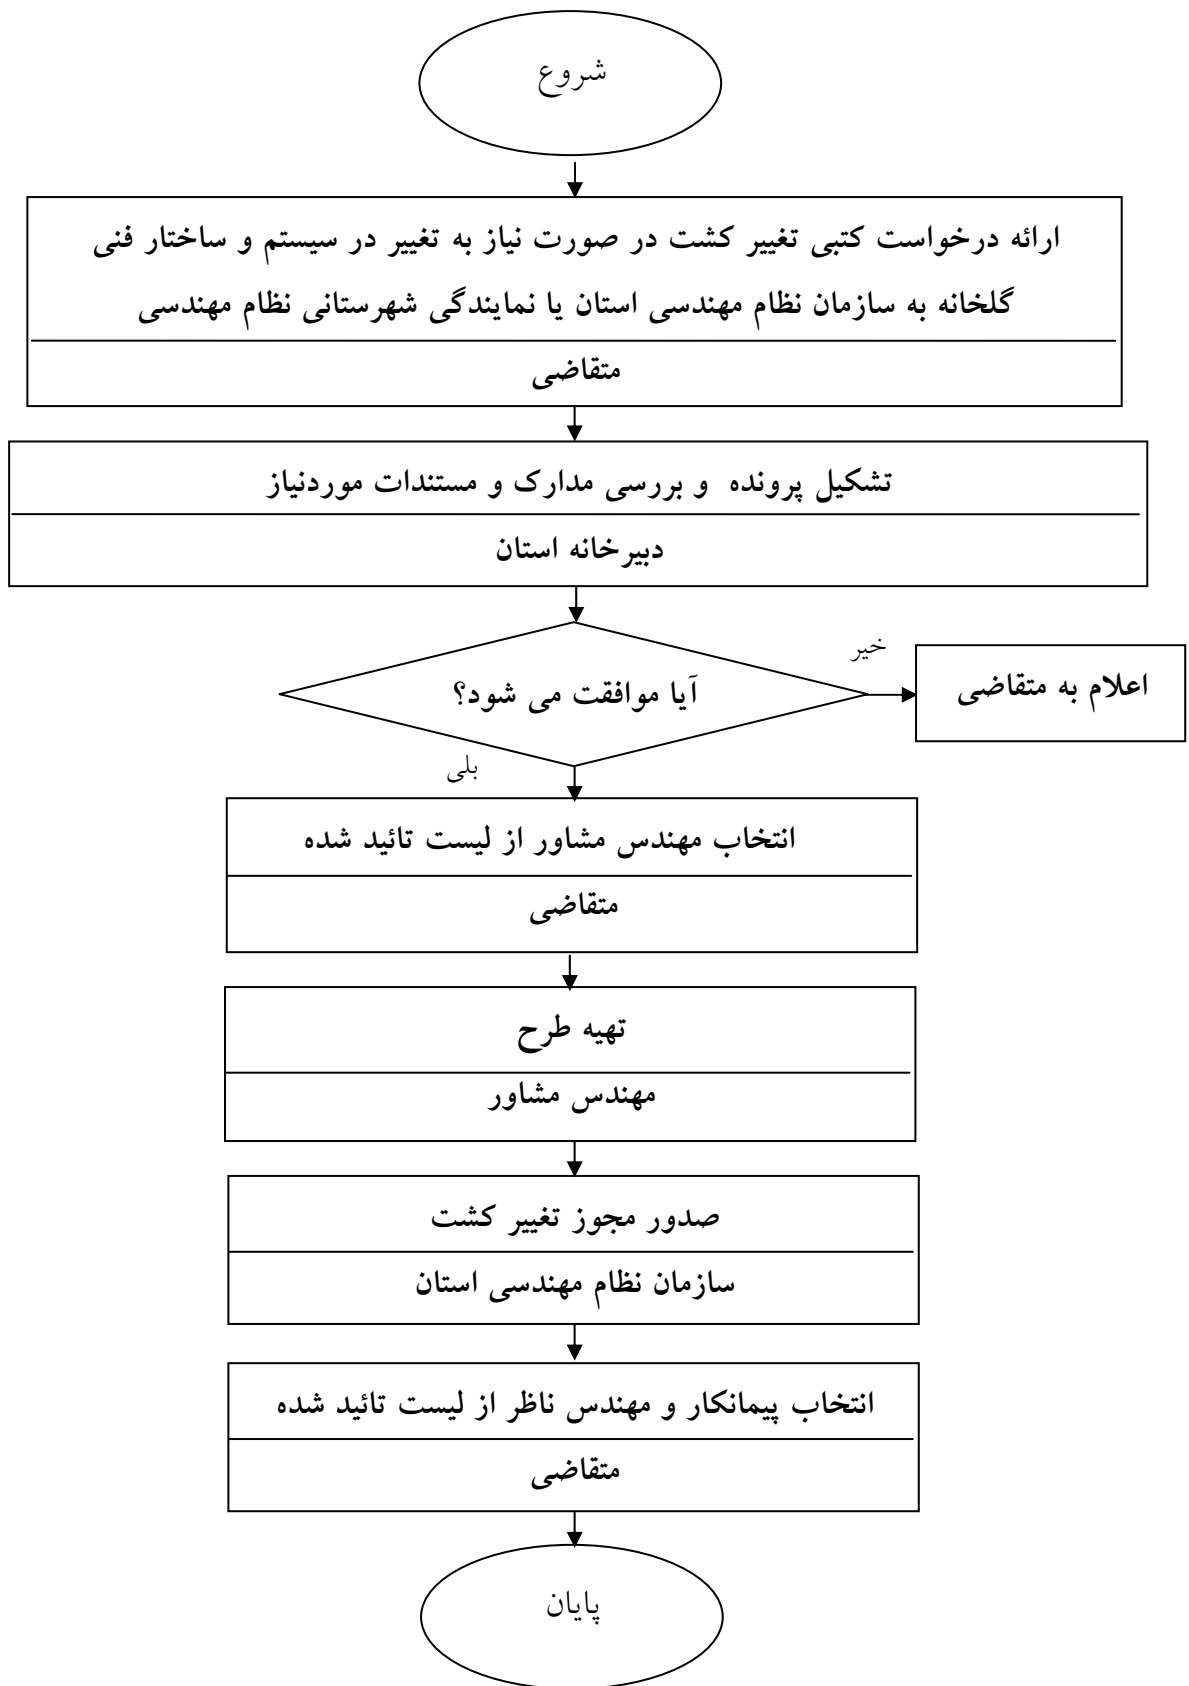 شروع
ارائه درخواست کتبی تغییر کشت در صورت نیاز به تغییر در سیستم و ساختار فنی
گلخانه به سازمان نظام مهندسی استان یا نمایندگی شهرستانی نظام مهندسی
متقاضی
تشکیل پرونده و بررسی مدارک و مستندات موردنیاز
دبیرخانه استان
آیا موافقت می شود؟
خیر
اعلام به متقاضی
بلی
انتخاب مهندس مشاور از لیست تائید شده
متقاضی
تهیه طرح
مهندس مشاور
صدور مجوز تغییر کشت
سازمان نظام مهندسی استان
انتخاب پیمانکار و مهندس ناظر از لیست تائید شده
متقاضی
پایان